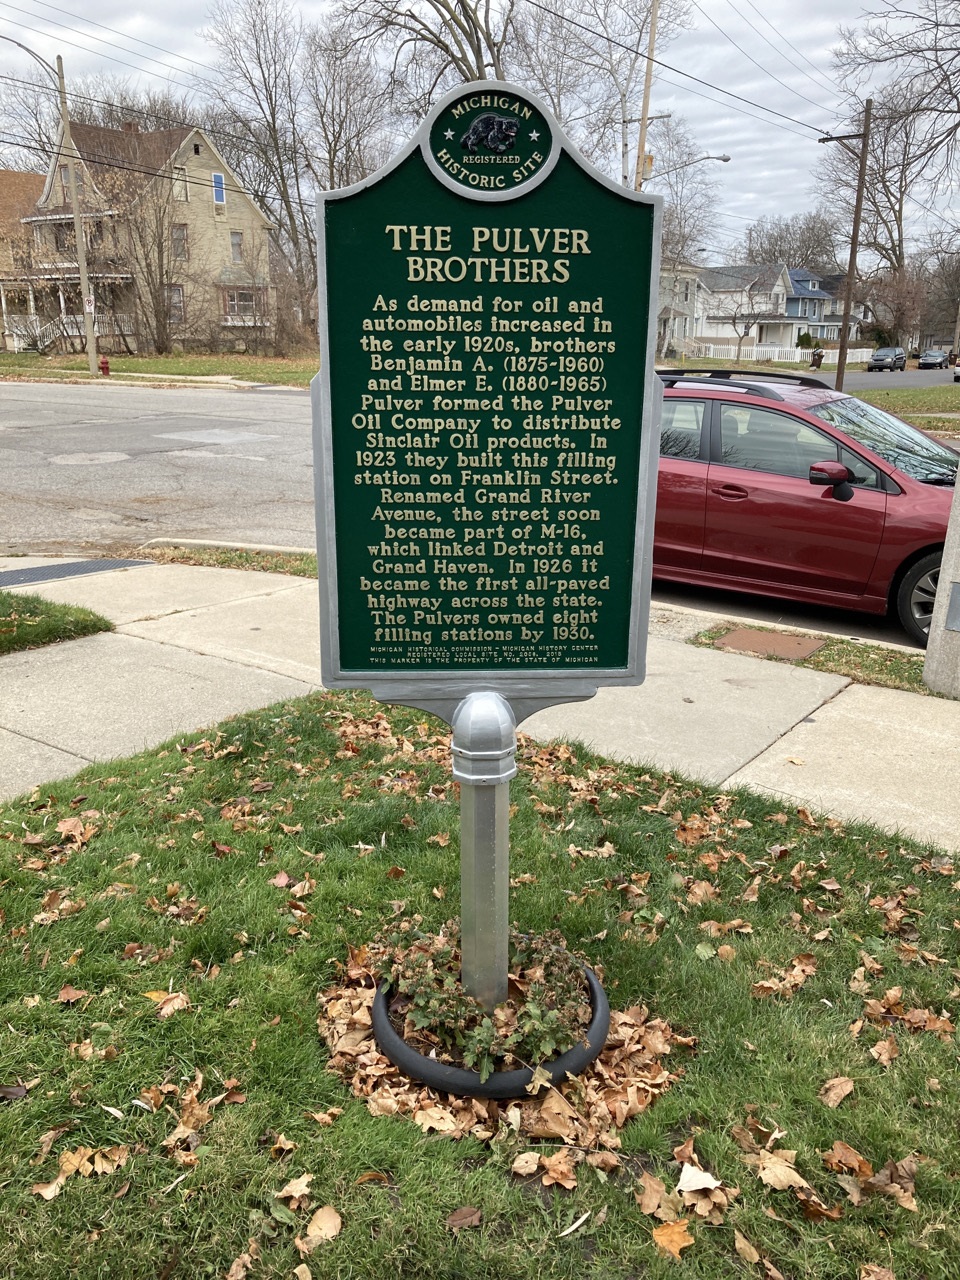 MICHIGAN
REGISTERED
HISTORIC SITE
THE PULVER
BROTHERS
As demand for oil and
automobiles increased in
the early 1920s, brothers
Benjamin A. (1875-1960)
and Elmer E. (1880-1965)
Pulver formed the Pulver
Oil Company to distribute
Sinclair Oil products. In
1923 they built this filling
station on Franklin Street.
Renamed Grand River
Avenue, the street soon
became part of M-16,
which linked Detroit and
Grand Haven. In 1926 it
became the first all-paved
highway across the state.
The Pulvers owned eight
filling stations by 1930.
MICHIGAN HISTORICAL COMMISSION - MICHIGAN HISTORY CENTER
REGISTERED LOCAL SITE NO.
THIS MARKER IS THE PROPERTY OF THE STATE OF MICHIGAN